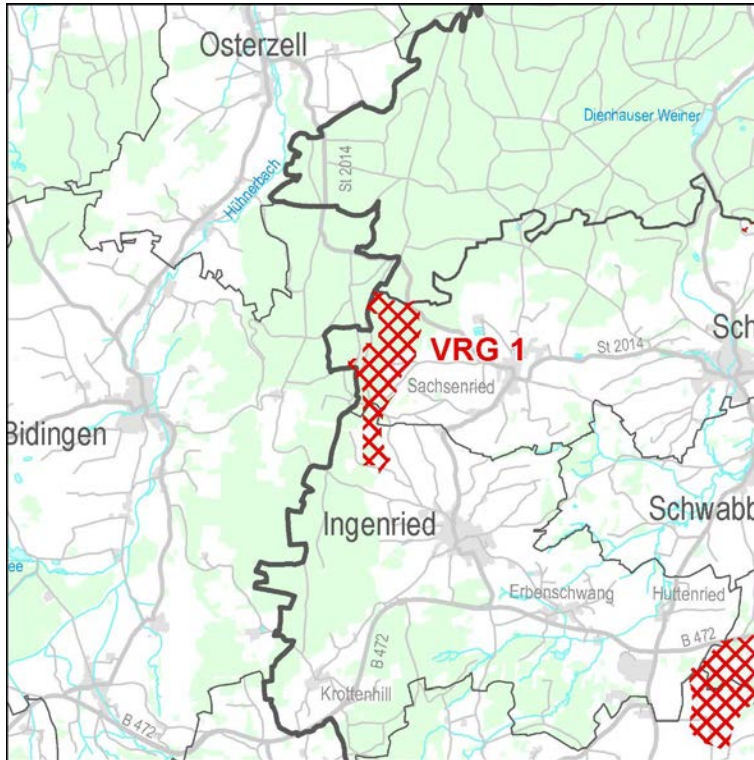 Osterzell
Dienhauser Weiher
St 2014
Hühnerbach
VRG 1
St 2014
Sch
Sachsenried
Bidingen
Ingenried
Schwabb
ee
Erbenschwang
Huttenried
B 472
B 472
Krottenhill
B 472